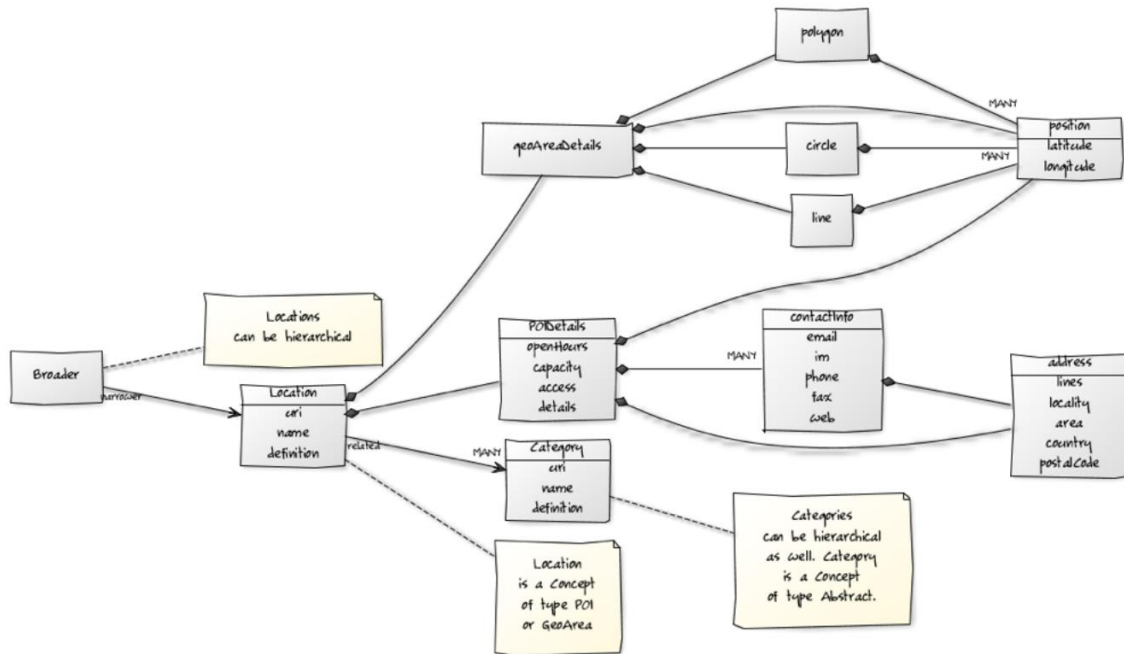 polygon
MANY
position
latitude
longitude
geoAreaDetails
circle
MANY
line
Locations
can be hierarchical
Broader
narrower
Location
uri
name
definition
related
POIDetails
openHours
capacity
access
details
MANY
contactInfo
email
im
phone
fax
web
address
lines
locality
area
country
postalCode
MANY
Category
uri
name
definition
Location
is a Concept
of type POI
or GeoArea
Categories
can be hierarchical
as well. Category
is a Concept
of type Abstract.